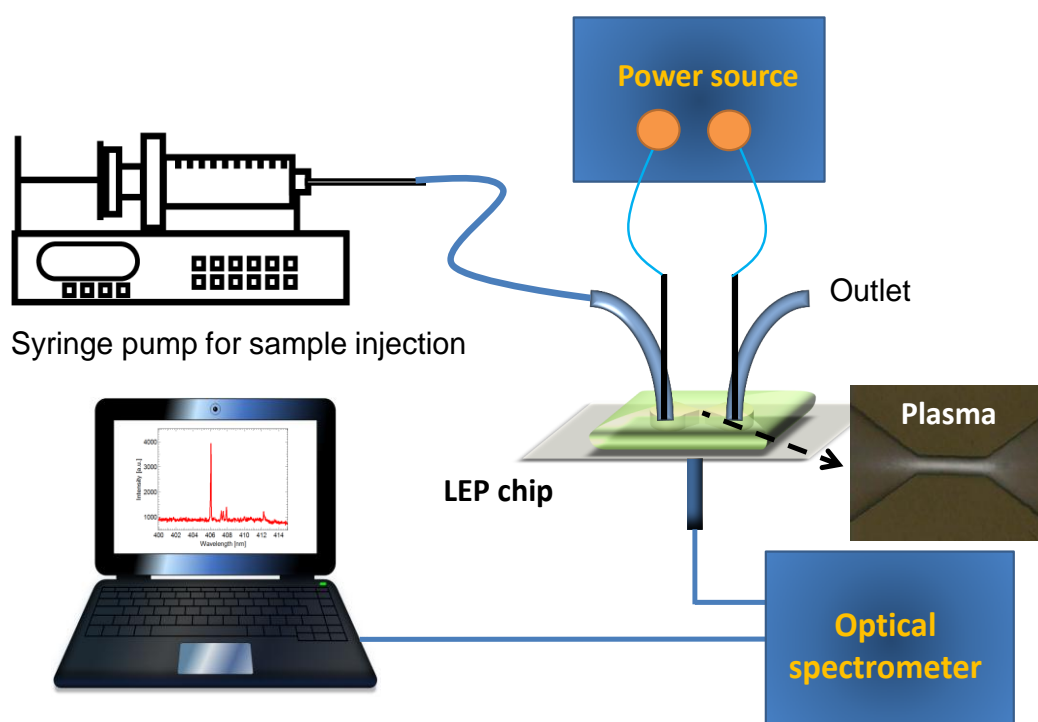 Power source
Outlet
Syringe pump for sample injection
Plasma
LEP chip
Intensity [a.u.]
4000
3000
2000
1000
400 402 404 406 408 410 412 414
Wavelength [nm]
Optical
spectrometer